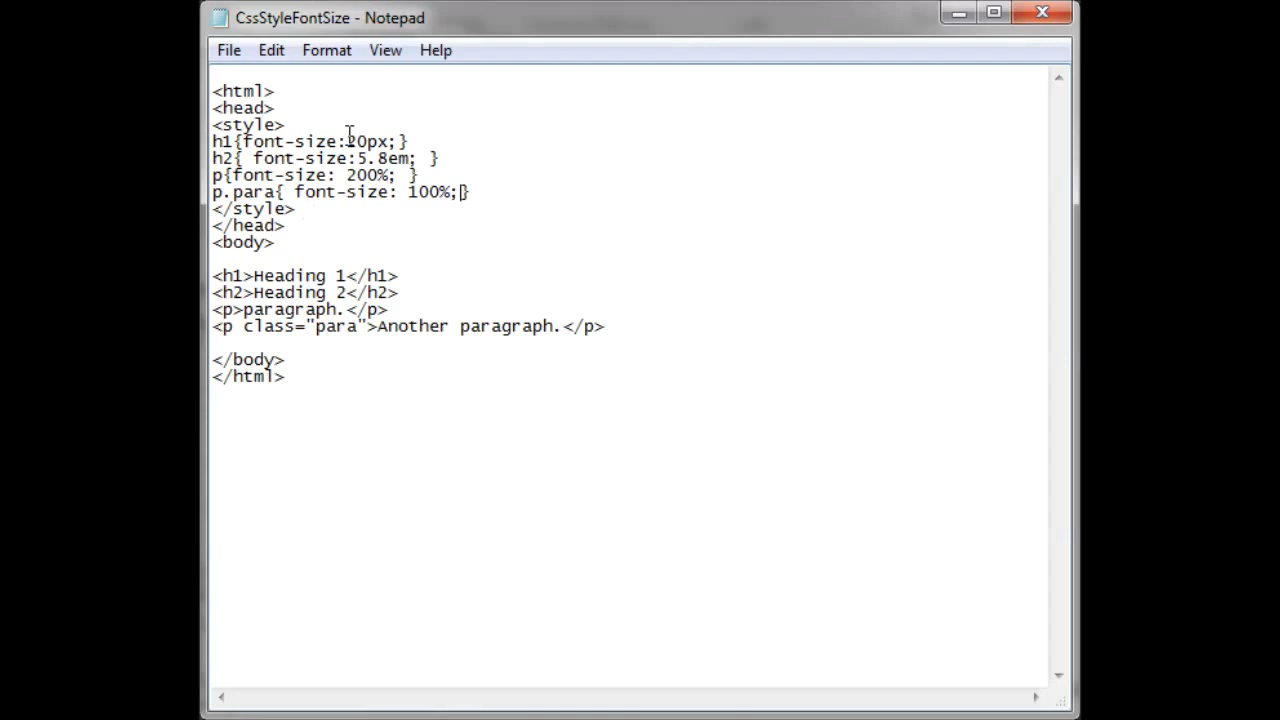 CssStyleFontSize - Notepad
File Edit Format View Help
<html>
<head>
<style>
h1{font-size:20px;}
h2{ font-size:5.8em; }
p{font-size: 200%; }
p.para{ font-size: 100%;}
</style>
</head>
<body>
<h1>Heading 1</h1>
<h2>Heading 2</h2>
<p>paragraph.</p>
<p class="para">Another paragraph.</p>
</body>
</html>